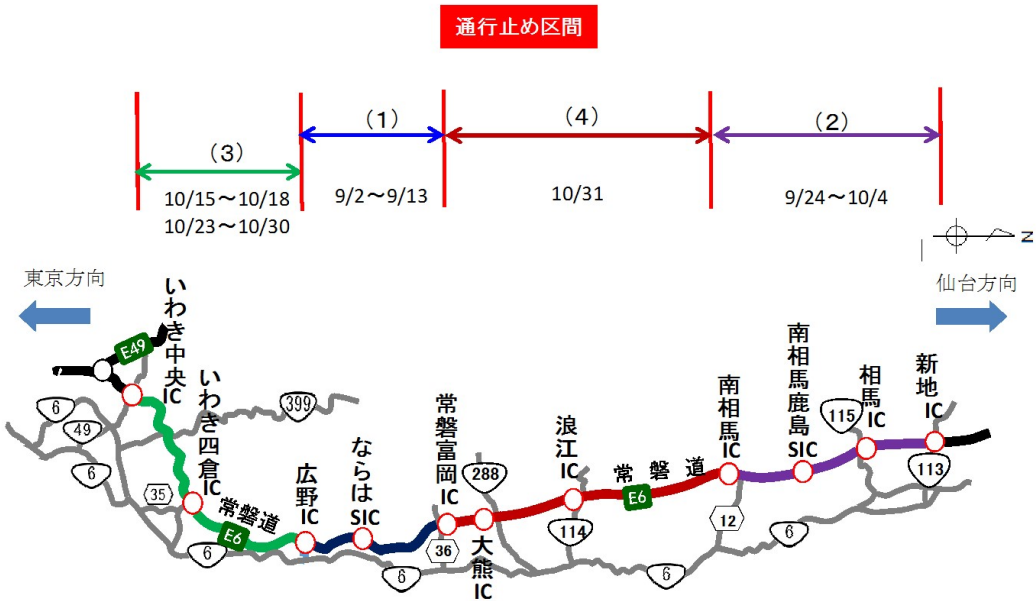 通行止め区間
(1)
(4)
(2)
(3)
10/15～10/18
10/23～10/30
9/2～9/13
10/31
9/24～10/4
N
東京方向
仙台方向
E49
いわき中央IC
いわき四倉IC
広野IC
ならはSIC
常磐富岡IC
大熊IC
浪江IC
南相馬IC
南相馬鹿島SIC
相馬IC
新地IC
常磐道
E6
常磐道
E6
6
49
6
399
35
6
6
36
288
114
6
12
6
115
113